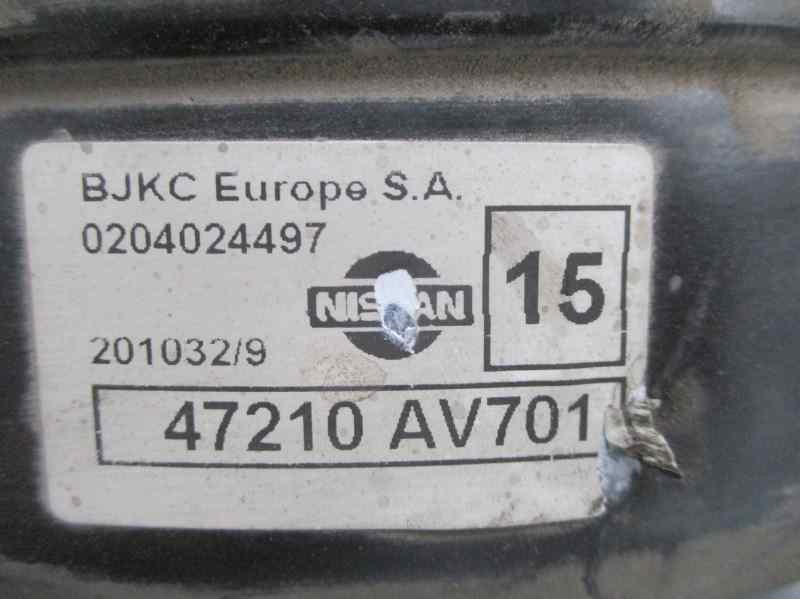 BJKC Europe S.A.
0204024497
15
NISSAN
201032/9
47210 AV701